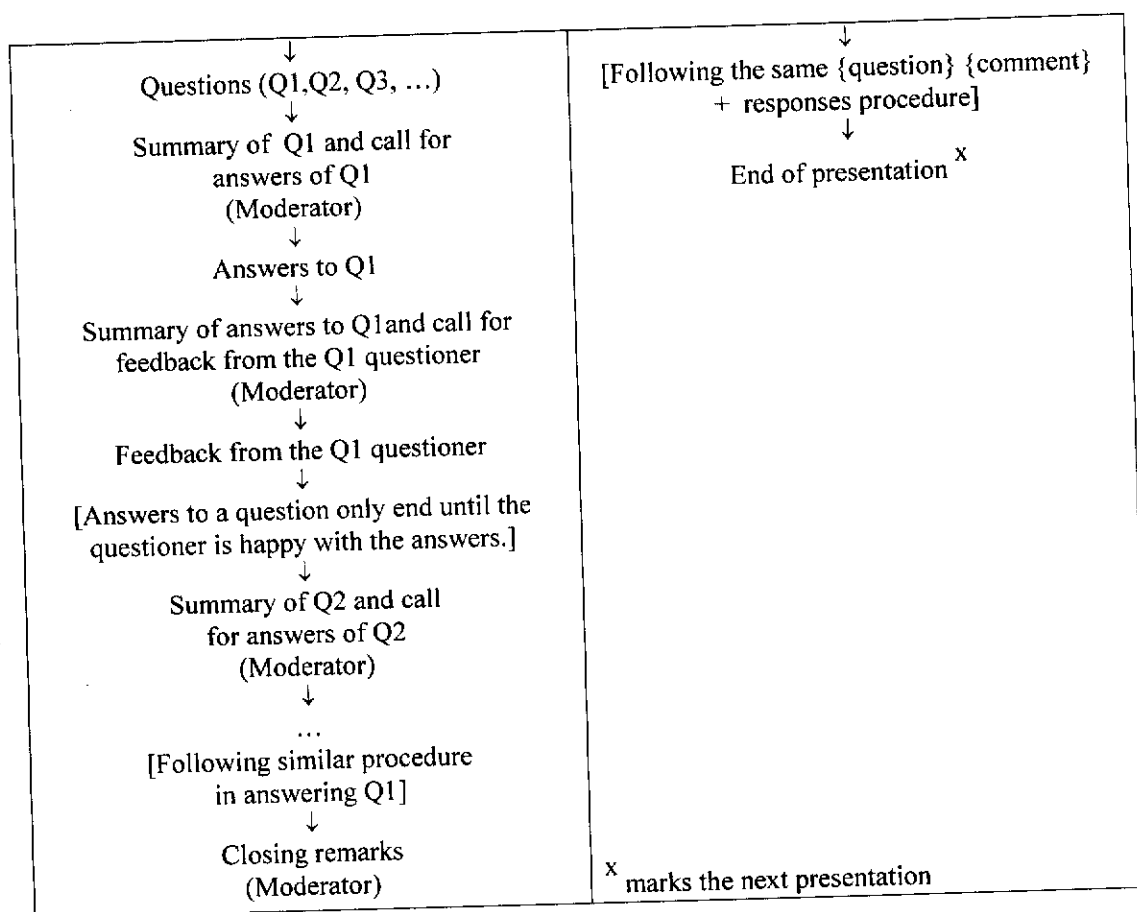 ↓
Questions (Q1,Q2, Q3, …)
↓
Summary of Q1 and call for
answers of Q1
(Moderator)
↓
Answers to Q1
↓
Summary of answers to Q1and call for
feedback from the Q1 questioner
(Moderator)
↓
Feedback from the Q1 questioner
↓
[Answers to a question only end until the
questioner is happy with the answers.]
↓
Summary of Q2 and call
for answers of Q2
(Moderator)
↓
…
[Following similar procedure
in answering Q1]
↓
Closing remarks
(Moderator)
↓
[Following the same {question} {comment}
+ responses procedure]
↓
End of presentation x
x marks the next presentation